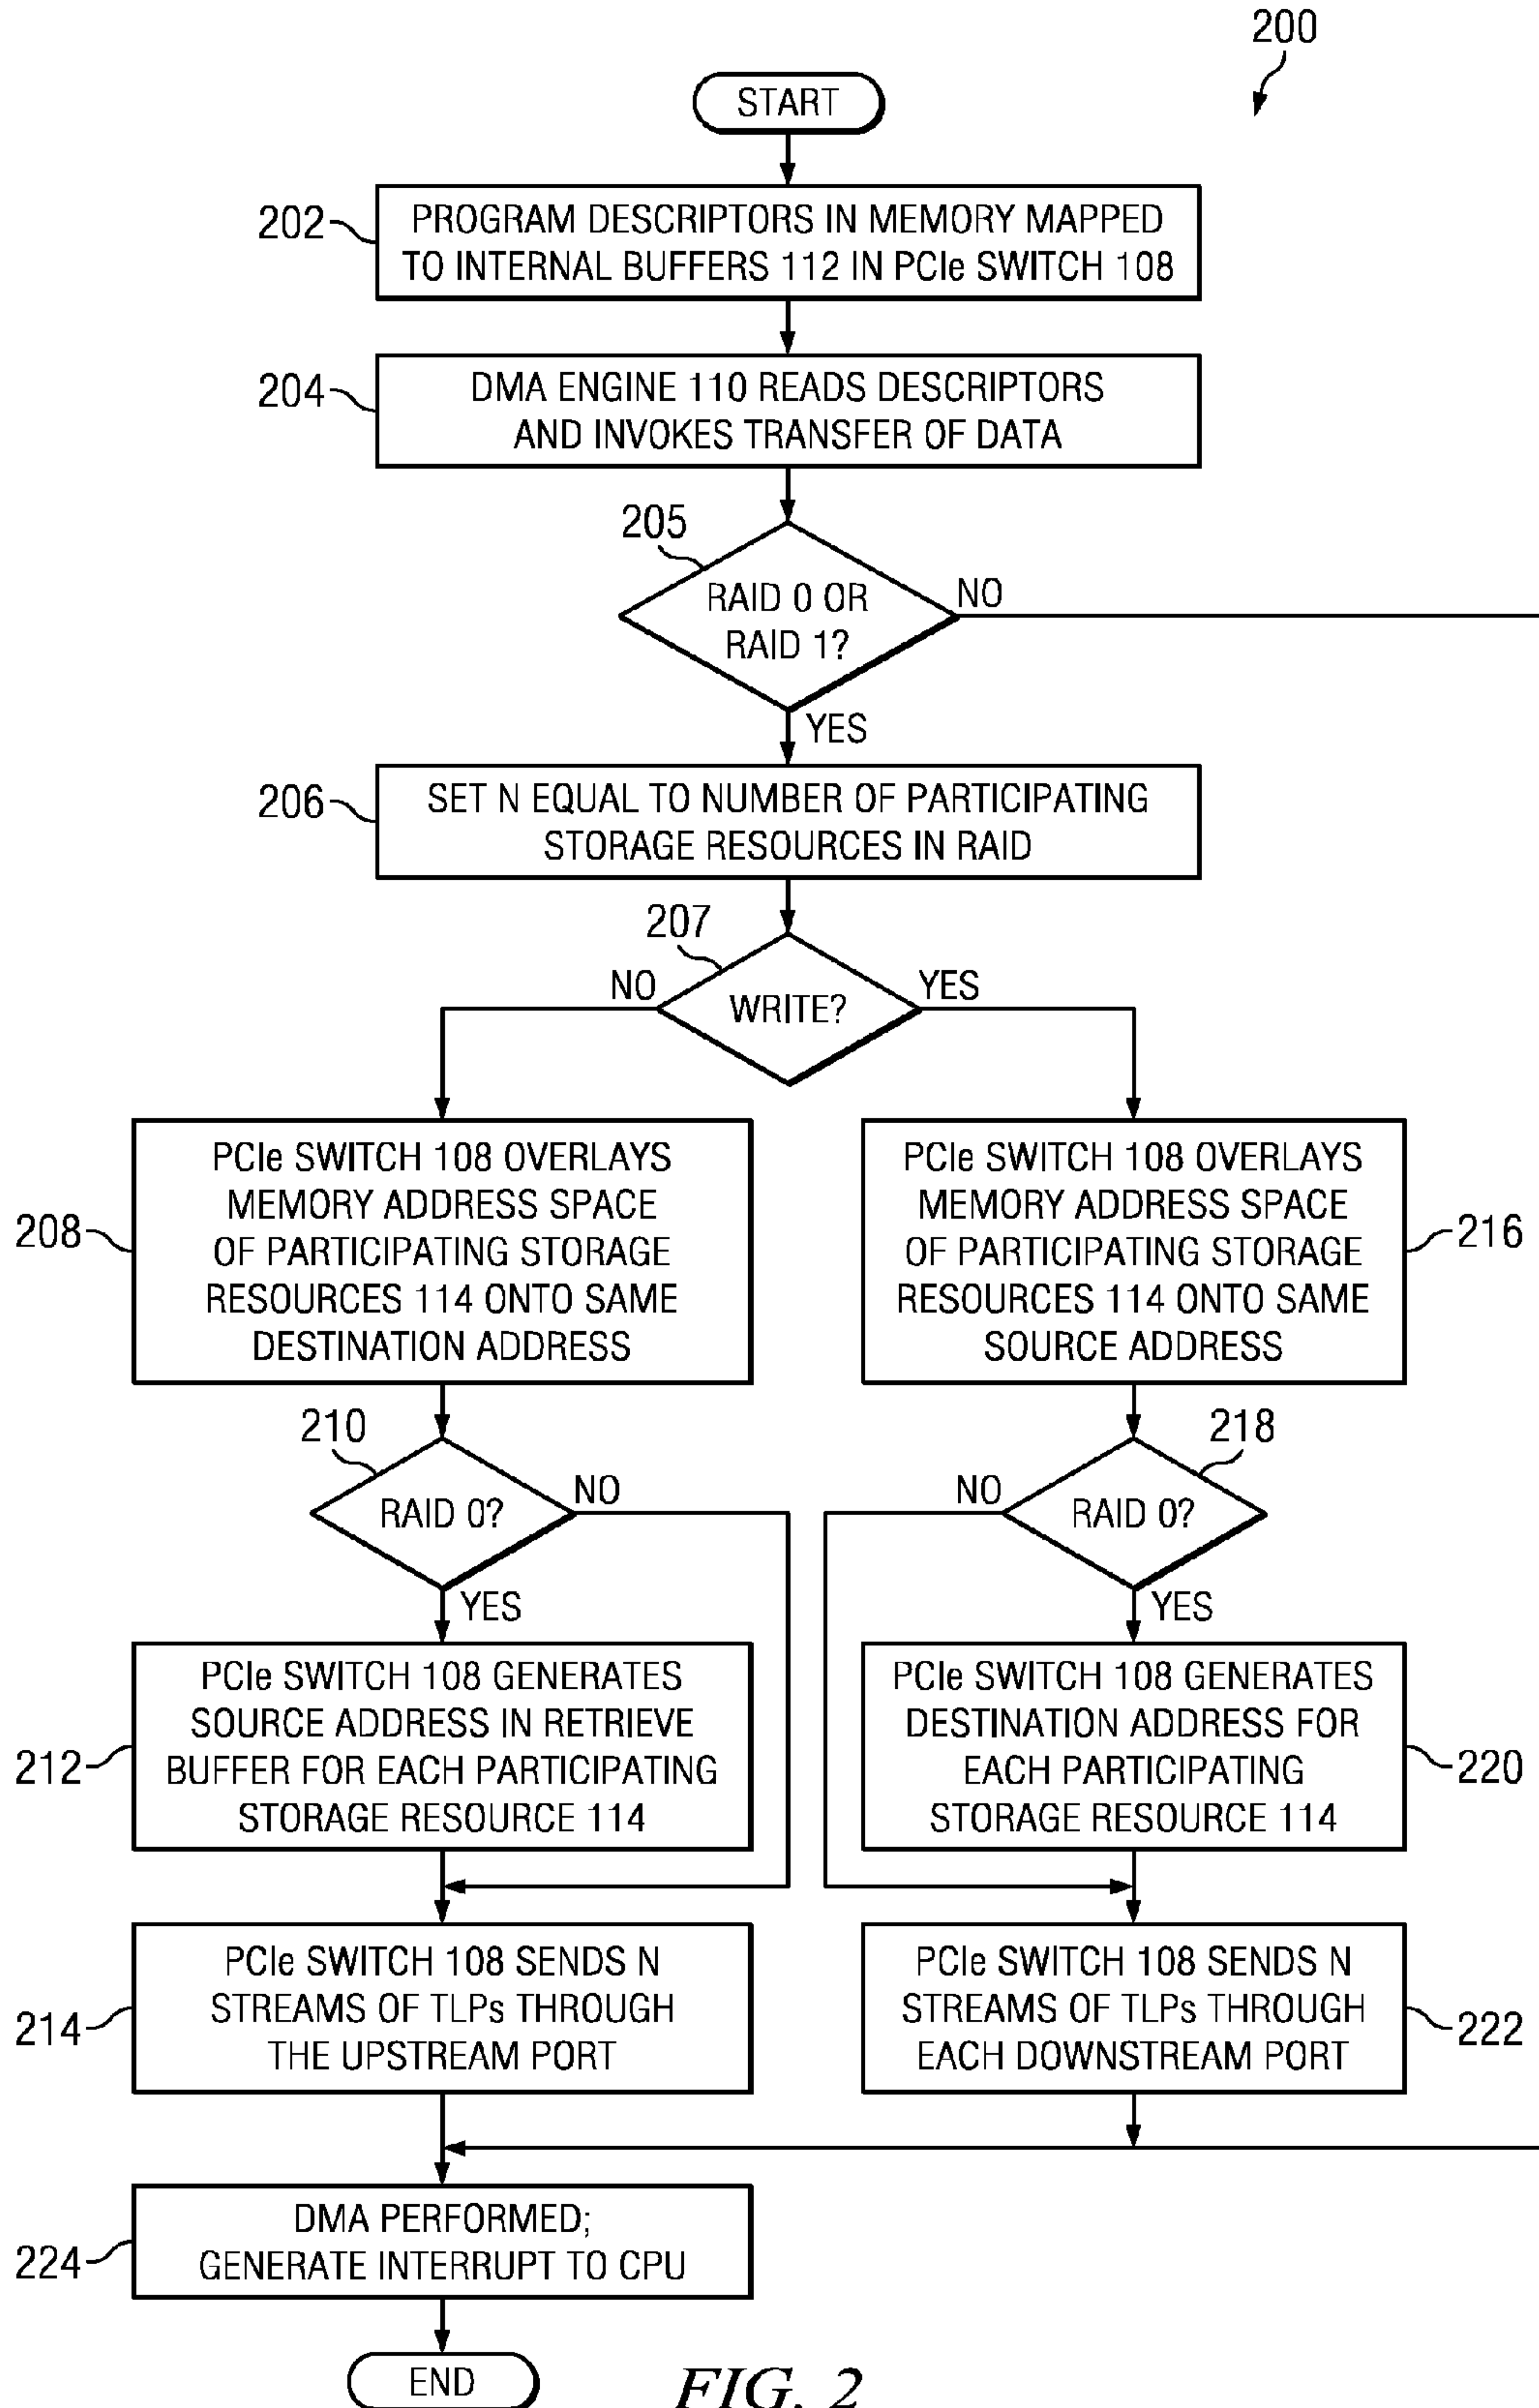 200
START
202
PROGRAM DESCRIPTORS IN MEMORY MAPPED
TO INTERNAL BUFFERS 112 IN PCIe SWITCH 108
204
DMA ENGINE 110 READS DESCRIPTORS
AND INVOKES TRANSFER OF DATA
205
RAID 0 OR
RAID 1?
NO
YES
206
SET N EQUAL TO NUMBER OF PARTICIPATING
STORAGE RESOURCES IN RAID
207
WRITE?
NO
YES
208
PCIe SWITCH 108 OVERLAYS
MEMORY ADDRESS SPACE
OF PARTICIPATING STORAGE
RESOURCES 114 ONTO SAME
DESTINATION ADDRESS
PCIe SWITCH 108 OVERLAYS
MEMORY ADDRESS SPACE
OF PARTICIPATING STORAGE
RESOURCES 114 ONTO SAME
SOURCE ADDRESS
216
210
RAID 0?
NO
YES
218
RAID 0?
NO
YES
212
PCIe SWITCH 108 GENERATES
SOURCE ADDRESS IN RETRIEVE
BUFFER FOR EACH PARTICIPATING
STORAGE RESOURCE 114
PCIe SWITCH 108 GENERATES
DESTINATION ADDRESS FOR
EACH PARTICIPATING
STORAGE RESOURCE 114
220
214
PCIe SWITCH 108 SENDS N
STREAMS OF TLPs THROUGH
THE UPSTREAM PORT
PCIe SWITCH 108 SENDS N
STREAMS OF TLPs THROUGH
EACH DOWNSTREAM PORT
222
224
DMA PERFORMED;
GENERATE INTERRUPT TO CPU
END
FIG. 2